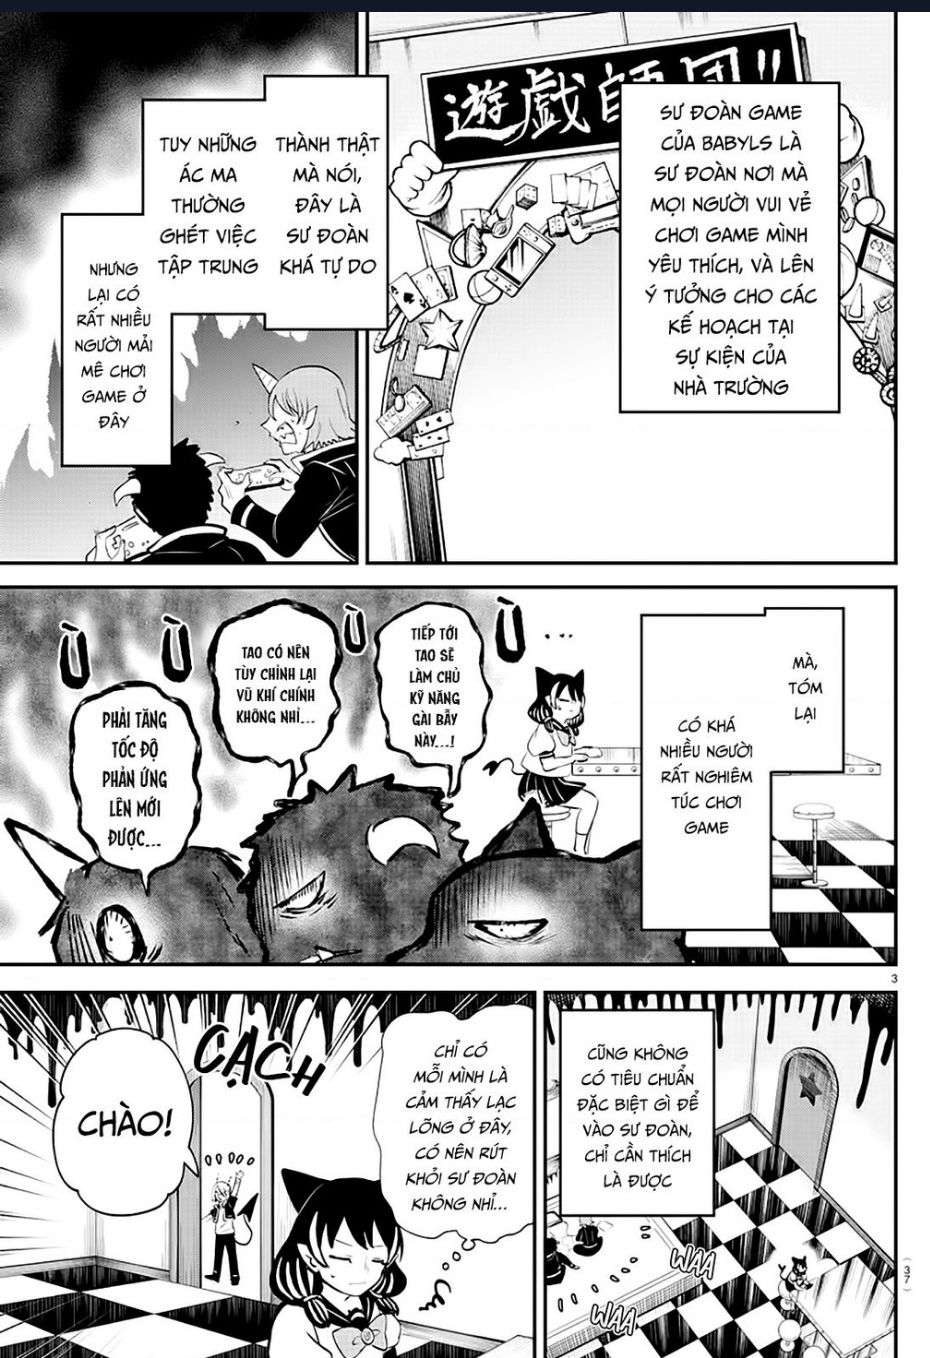 遊戯師団!!
SƯ ĐOÀN GAME
CỦA BABYLS LÀ
SƯ ĐOÀN NƠI MÀ
MỌI NGƯỜI VUI VẺ
CHƠI GAME MÌNH
YÊU THÍCH, VÀ LÊN
Ý TƯỞNG CHO CÁC
KẾ HOẠCH TẠI
SỰ KIỆN CỦA
NHÀ TRƯỜNG
THÀNH THẬT
MÀ NÓI,
ĐÂY LÀ
SƯ ĐOÀN
KHÁ TỰ DO
TUY NHỮNG
ÁC MA
THƯỜNG
GHÉT VIỆC
TẬP TRUNG
NHƯNG
LẠI CÓ
RẤT NHIỀU
NGƯỜI MẢI
MÊ CHƠI
GAME Ở
ĐÂY
MÀ,
TÓM
LẠI
CÓ KHÁ
NHIỀU NGƯỜI
RẤT NGHIÊM
TÚC CHƠI
GAME
...
TIẾP TỚI
TAO SẼ
LÀM CHỦ
KỸ NĂNG
GÀI BẪY
NÀY...!
Ù
TAO CÓ NÊN
TÙY CHỈNH LẠI
VŨ KHÍ CHÍNH
KHÔNG NHỈ...
Ù
Ù
PHẢI TĂNG
TỐC ĐỘ
PHẢN ỨNG
LÊN MỚI
ĐƯỢC...
3
CŨNG KHÔNG
CÓ TIÊU CHUẨN
ĐẶC BIỆT GÌ ĐỂ
VÀO SƯ ĐOÀN,
CHỈ CẦN THÍCH
LÀ ĐƯỢC
WAA
WAA
37
CHỈ CÓ
MỖI MÌNH LÀ
CẢM THẤY LẠC
LÕNG Ở ĐÂY,
CÓ NÊN RÚT
KHỎI SƯ ĐOÀN
KHÔNG NHỈ...
CẠCH
CHÀO!